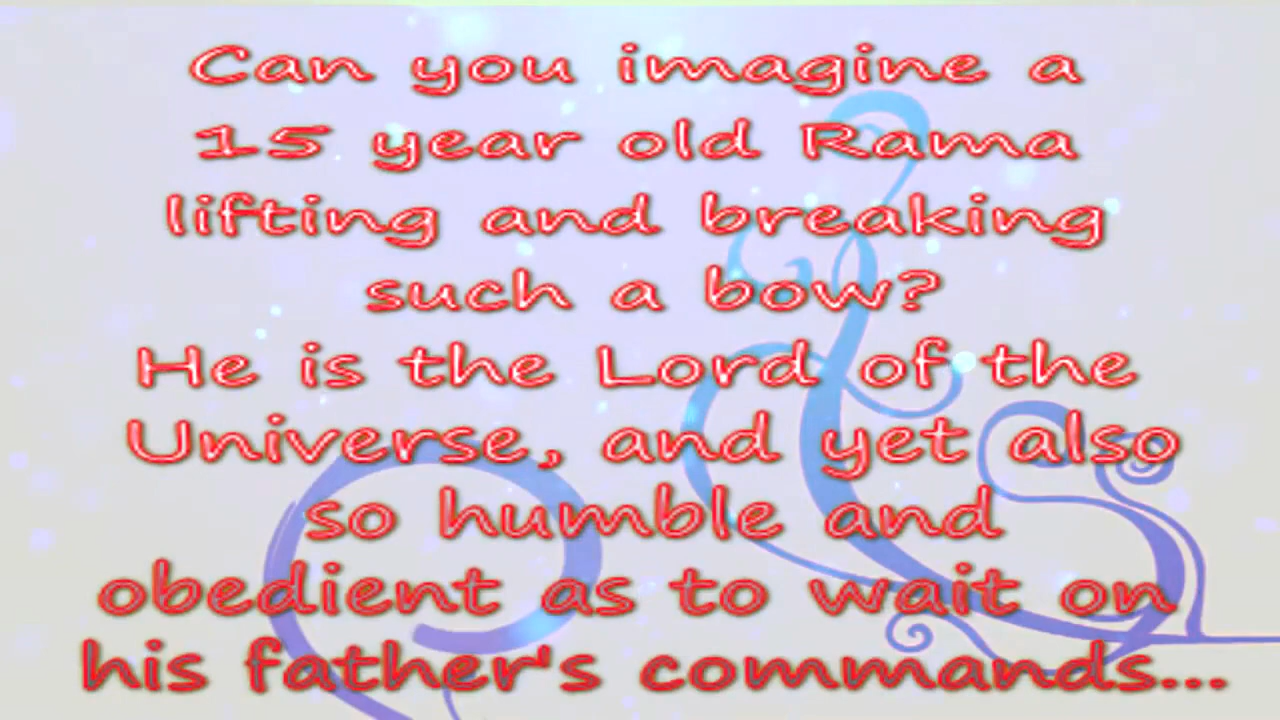 Can you imagine a
15 year old Rama
lifting and breaking
such a bow?
He is the Lord of the
Universe, and yet also
so humble and
obedient as to wait on
his father's commands...